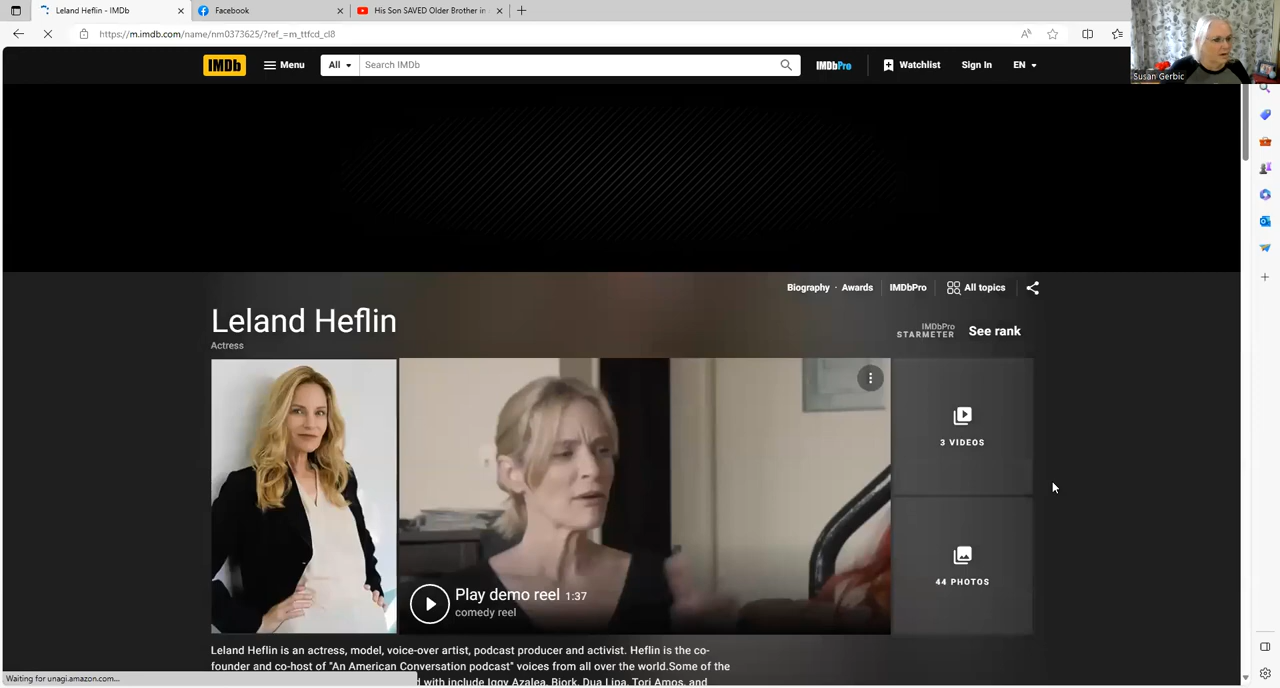 Leland Heflin - IMDb
Facebook
His Son SAVED Older Brother in
https://m.imdb.com/name/nm0373625/?ref_=m_ttfcd_cl8
Susan Gerbic
IMDb
Menu
All
Search IMDb
IMDbPro
Watchlist
Sign In
EN
Biography · Awards
IMDbPro
All topics
Leland Heflin
Actress
IMDbPro
STARMETER
See rank
3 VIDEOS
44 PHOTOS
Play demo reel 1:37
comedy reel
Leland Heflin is an actress, model, voice-over artist, podcast producer and activist. Heflin is the co-
founder and co-host of "An American Conversation podcast" voices from all over the world.Some of the
with include Iggy Azalea, Bjork, Dua Lipa, Tori Amos, and
Waiting for unagi.amazon.com...